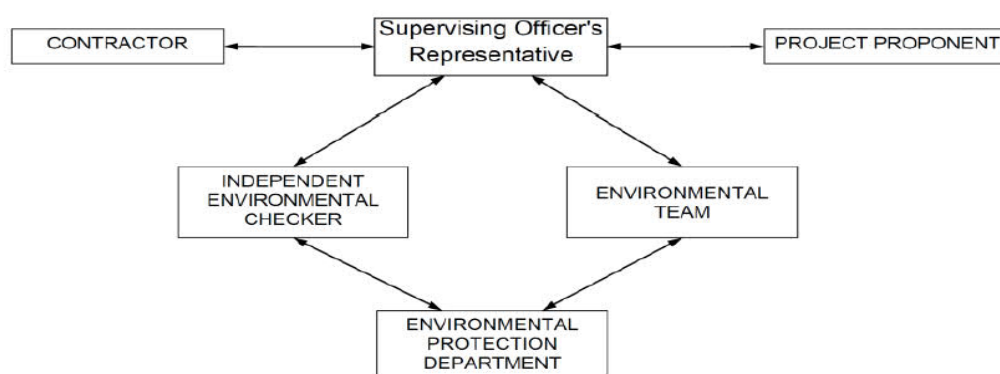 CONTRACTOR
Supervising Officer's
Representative
PROJECT PROPONENT
INDEPENDENT
ENVIRONMENTAL
CHECKER
ENVIRONMENTAL
TEAM
ENVIRONMENTAL
PROTECTION
DEPARTMENT